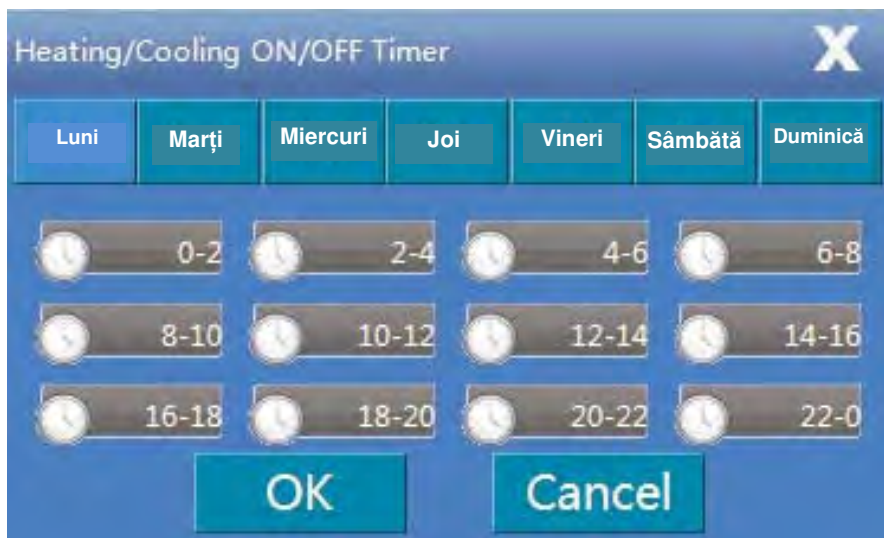 Heating/Cooling ON/OFF Timer X
Luni Marți Miercuri Joi Vineri Sâmbătă Duminică
0-2 2-4 4-6 6-8
8-10 10-12 12-14 14-16
16-18 18-20 20-22 22-0
OK Cancel